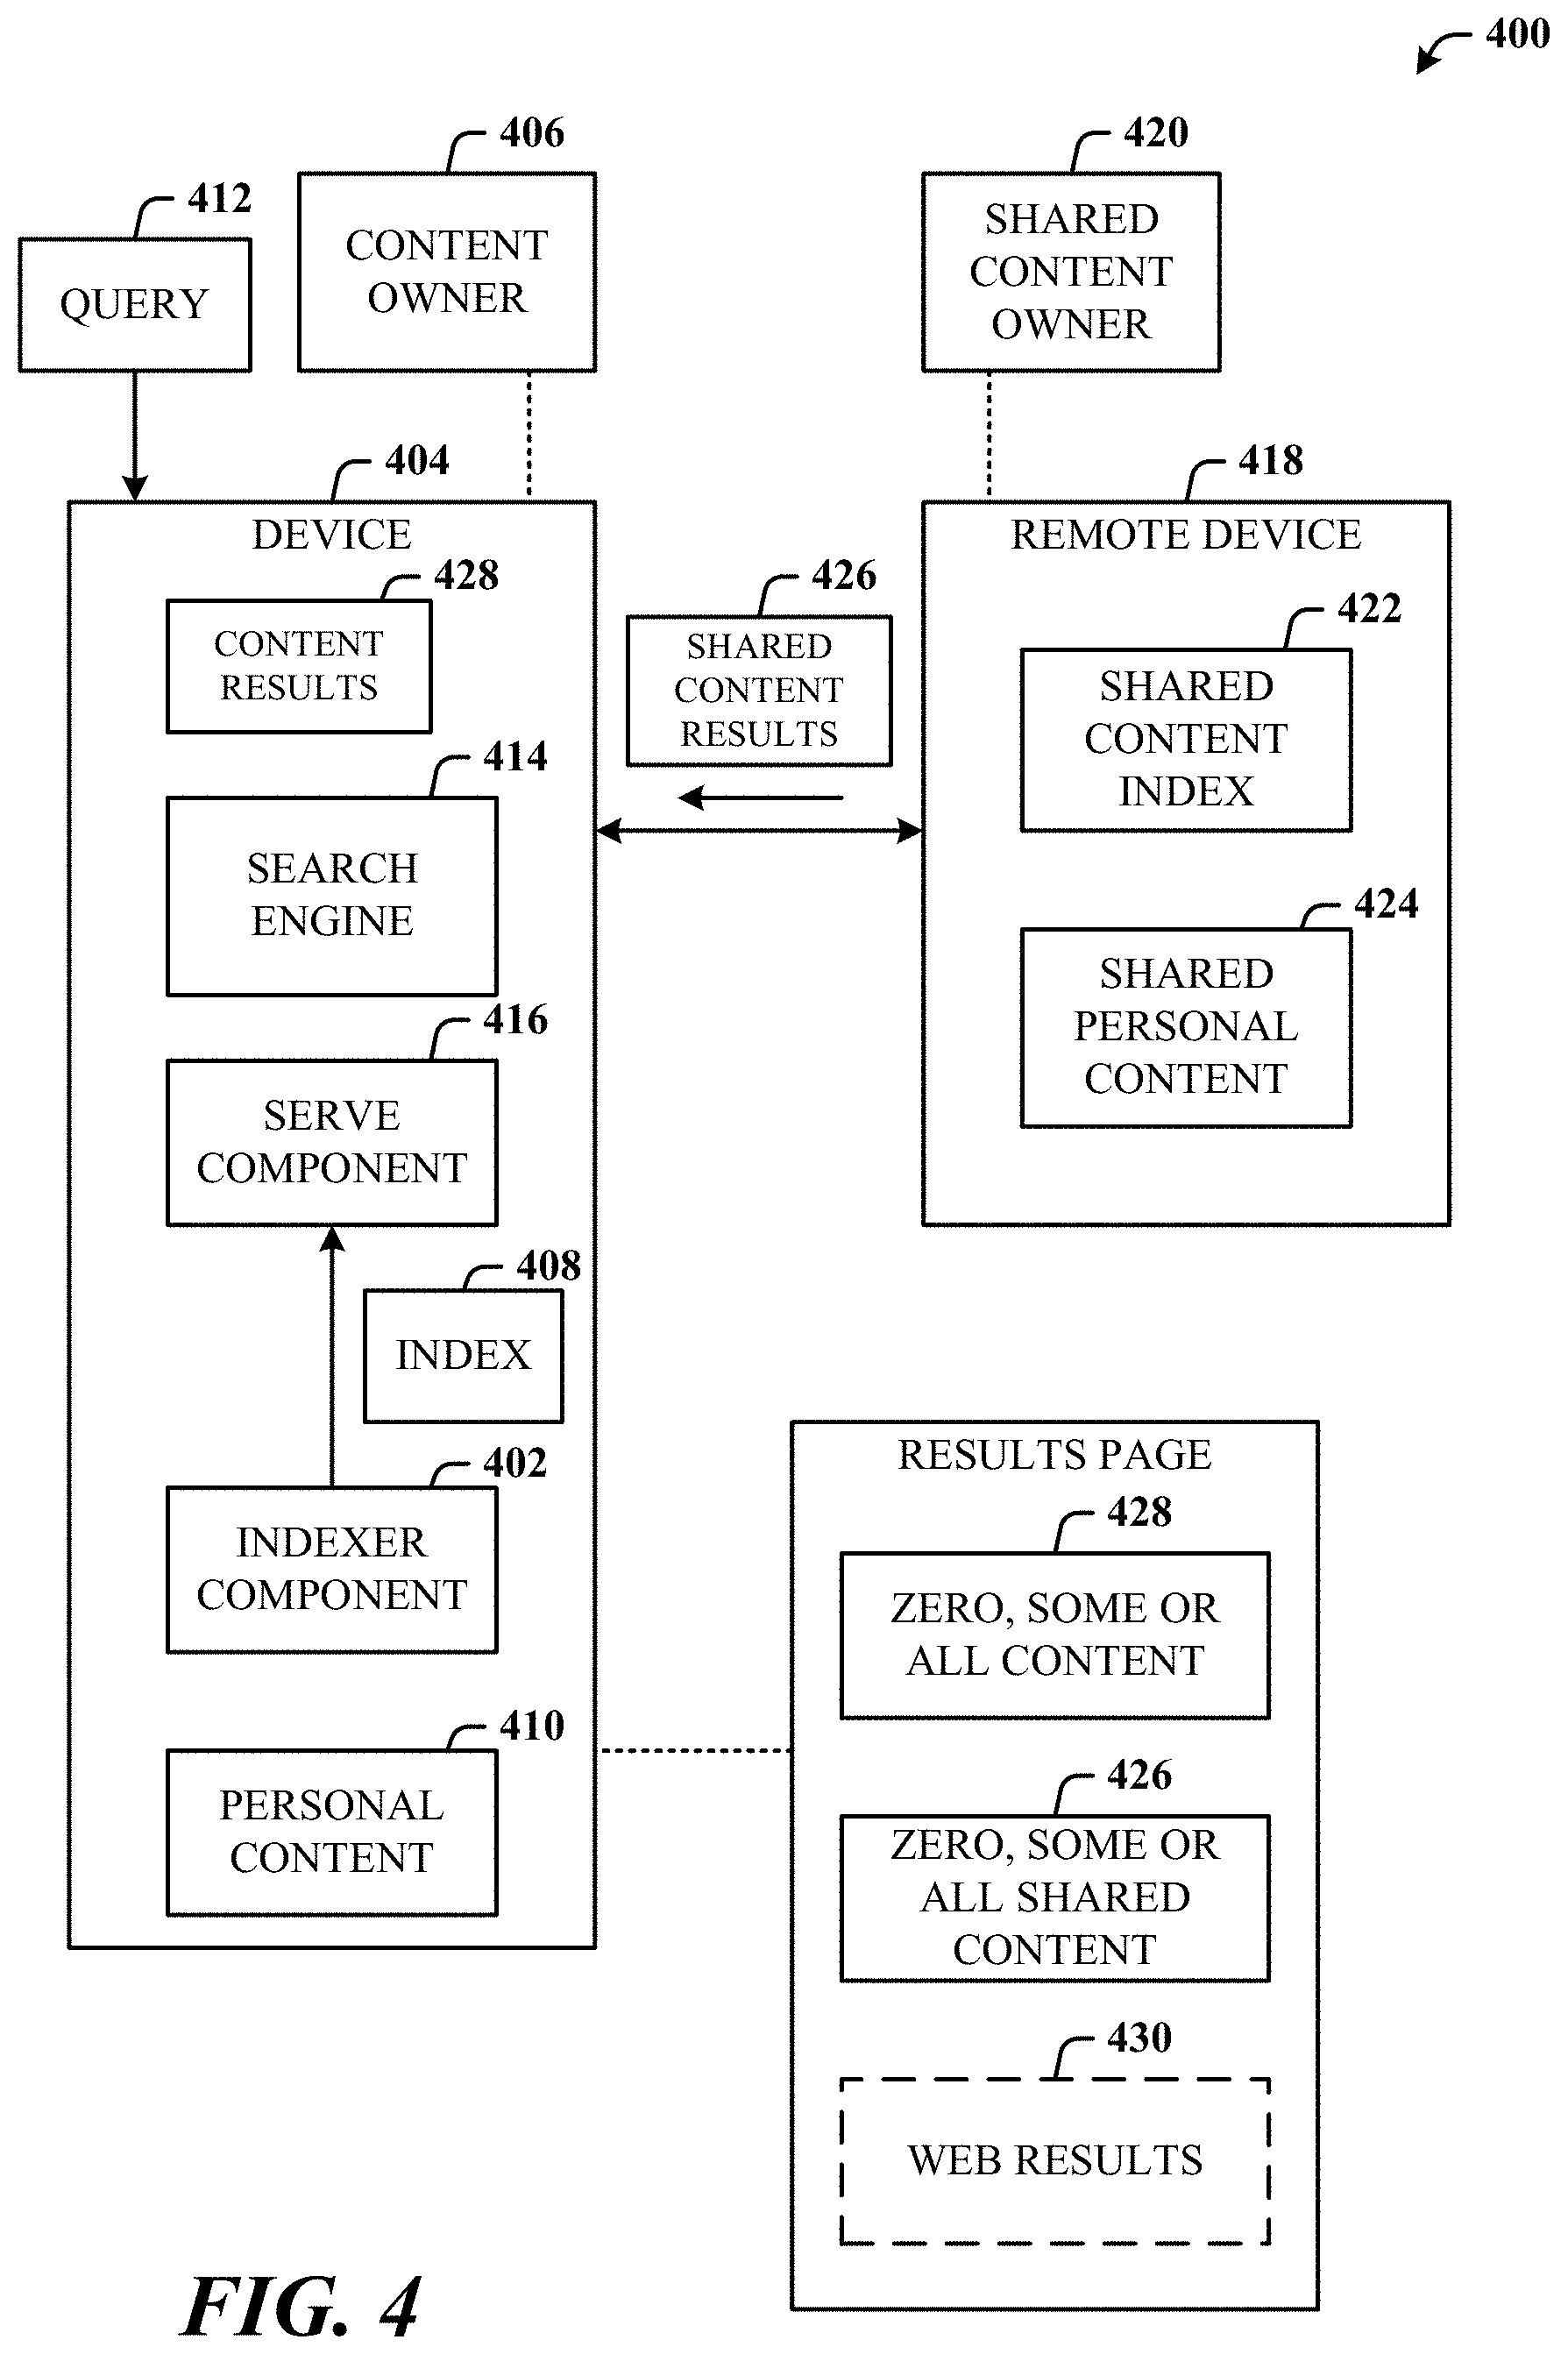 400
406
420
412
CONTENT
OWNER
SHARED
CONTENT
OWNER
QUERY
404
418
DEVICE
REMOTE DEVICE
428
CONTENT
RESULTS
426
SHARED
CONTENT
RESULTS
422
SHARED
CONTENT
INDEX
414
SEARCH
ENGINE
424
SHARED
PERSONAL
CONTENT
416
SERVE
COMPONENT
408
INDEX
402
INDEXER
COMPONENT
410
PERSONAL
CONTENT
RESULTS PAGE
428
ZERO, SOME OR
ALL CONTENT
426
ZERO, SOME OR
ALL SHARED
CONTENT
430
WEB RESULTS
FIG. 4